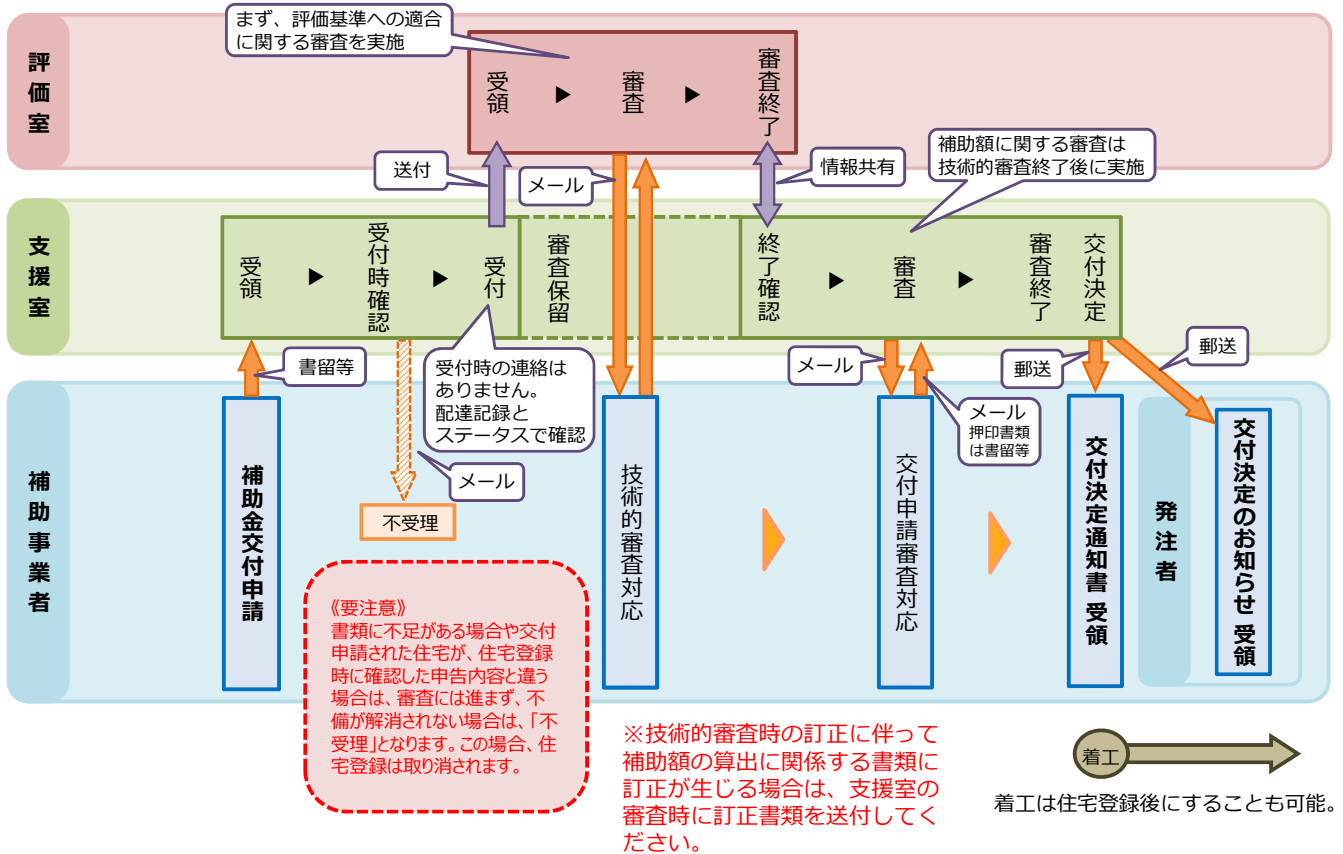 まず、評価基準への適合
に関する審査を実施
評価室
受領
▶
審査
▶
審査終了
送付
メール
情報共有
補助額に関する審査は
技術的審査終了後に実施
支援室
受領
▶
受付時確認
▶
受付
審査保留
終了確認
▶
審査
▶
審査終了
交付決定
書留等
受付時の連絡は
ありません。
配達記録と
ステータスで確認
メール
メール
押印書類
は書留等
郵送
郵送
補助事業者
補助金交付申請
メール
不受理
技術的審査対応
交付申請審査対応
交付決定通知書 受領
発注者
交付決定のお知らせ 受領
《要注意》
書類に不足がある場合や交付
申請された住宅が、住宅登録
時に確認した申告内容と違う
場合は、審査には進まず、不
備が解消されない場合は、「不
受理」となります。この場合、住
宅登録は取り消されます。
※技術的審査時の訂正に伴って
補助額の算出に関係する書類に
訂正が生じる場合は、支援室の
審査時に訂正書類を送付してく
ださい。
着工
着工は住宅登録後にすることも可能。